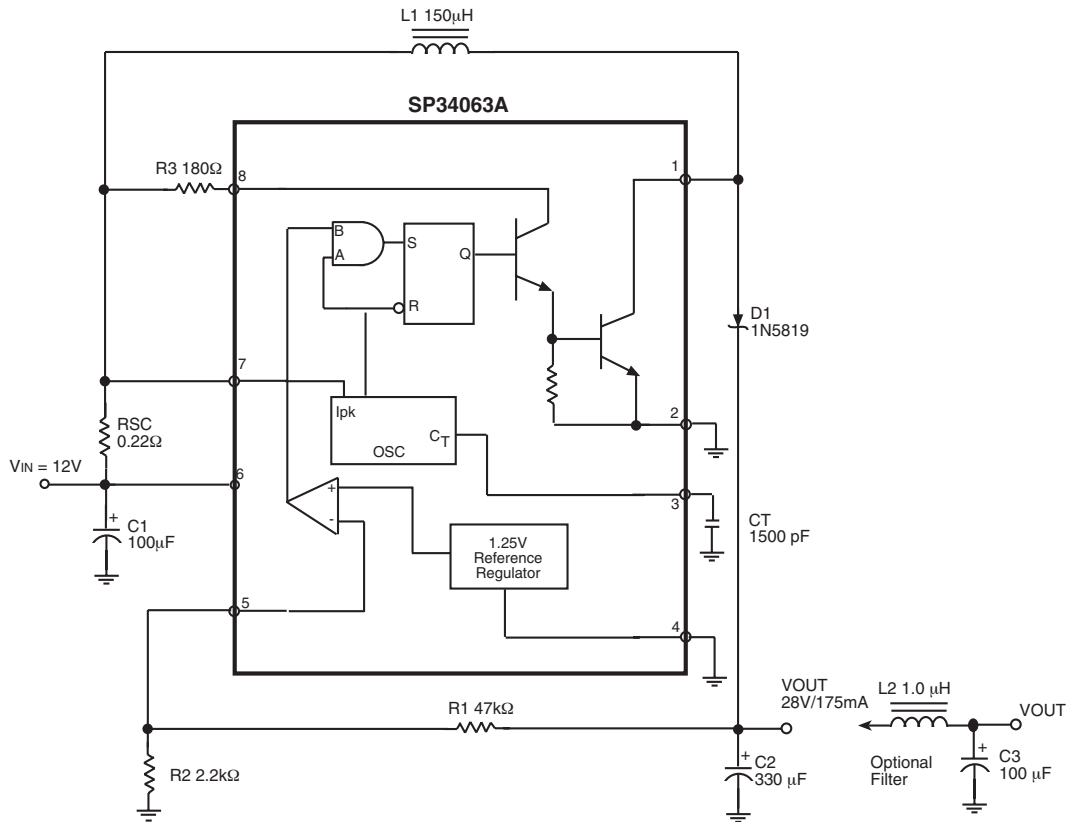 L1 150µH
SP34063A
R3 180Ω
8
1
B
A
S
Q
R
D1
1N5819
7
Ipk
CT
OSC
2
RSC
0.22Ω
VIN = 12V
6
+
-
3
C1
+
100µF
CT
1500 pF
1.25V
Reference
Regulator
5
4
R1 47kΩ
VOUT
28V/175mA
L2 1.0 µH
VOUT
R2 2.2kΩ
+
C2
330 µF
Optional
Filter
+
C3
100 µF